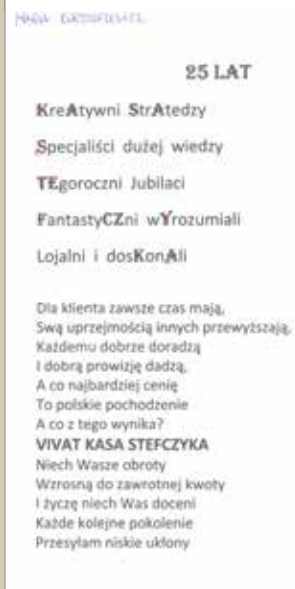 25 LAT
KreAtywni StrAtedzy
Specjaliści dużej wiedzy
TEgoroczni Jubilaci
FantastyCZni wYrozumiali
Lojalni i dosKonAli
Dla klienta zawsze czas mają,
Swą uprzejmością innych przewyższają,
Każdemu dobrze doradzą
I dobrą prowizję dadzą,
A co najbardziej cenię
To polskie pochodzenie
A co z tego wynika?
VIVAT KASA STEFCZYKA
Niech Wasze obroty
Wzrosną do zawrotnej kwoty
I życzę niech Was doceni
Każde kolejne pokolenie
Przesyłam niskie ukłony